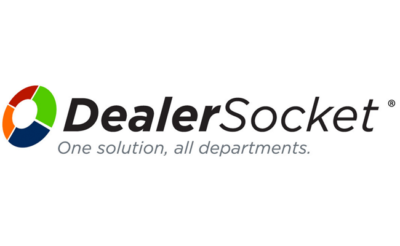 DealerSocket ®
One solution, all departments.